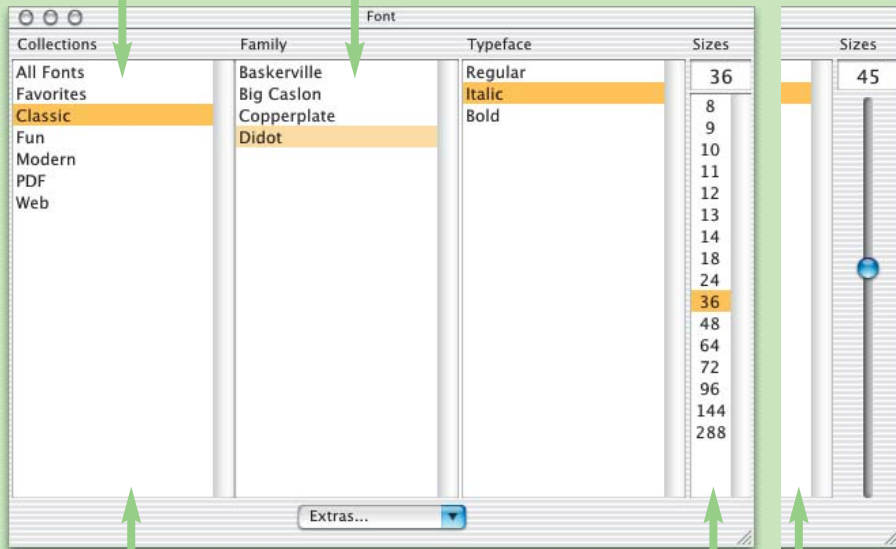 Font
Collections
All Fonts
Favorites
Classic
Fun
Modern
PDF
Web
Family
Baskerville
Big Caslon
Copperplate
Didot
Typeface
Regular
Italic
Bold
Sizes
36
8
9
10
11
12
13
14
18
24
36
48
64
72
96
144
288
Extras...
Sizes
45